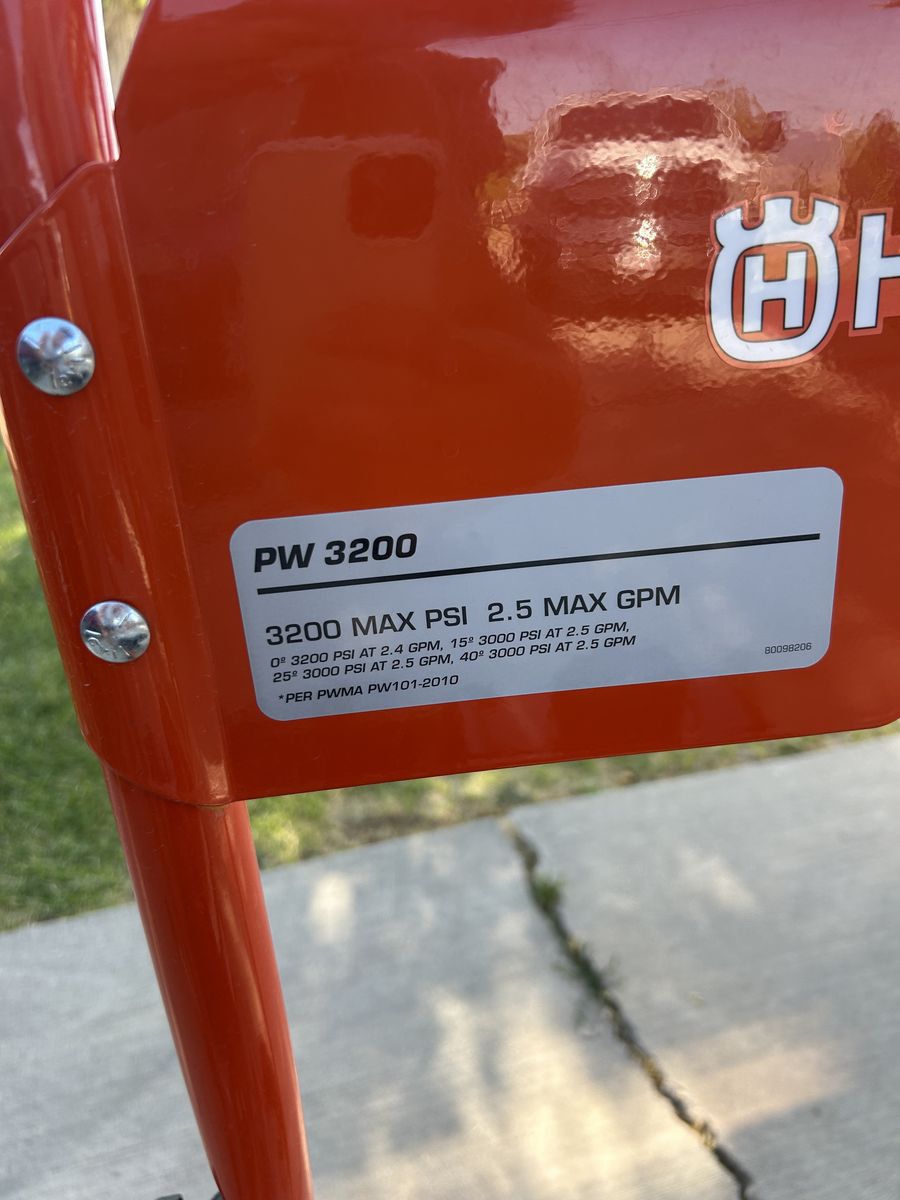 H H
PW 3200
3200 MAX PSI 2.5 MAX GPM
0º 3200 PSI AT 2.4 GPM, 15º 3000 PSI AT 2.5 GPM,
25º 3000 PSI AT 2.5 GPM, 40º 3000 PSI AT 2.5 GPM
*PER PWMA PW101-2010
80098206